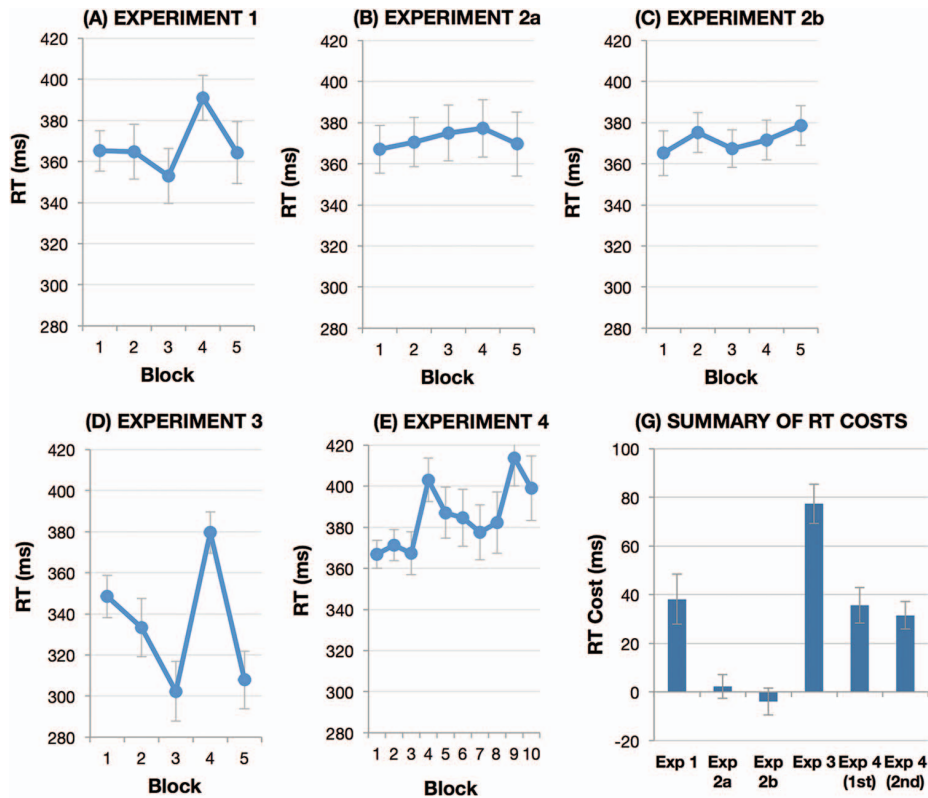 (A) EXPERIMENT 1
420
400
380
360
340
320
300
280
RT (ms)
1 2 3 4 5
Block
(B) EXPERIMENT 2a
420
400
380
360
340
320
300
280
RT (ms)
1 2 3 4 5
Block
(C) EXPERIMENT 2b
420
400
380
360
340
320
300
280
RT (ms)
1 2 3 4 5
Block
(D) EXPERIMENT 3
420
400
380
360
340
320
300
280
RT (ms)
1 2 3 4 5
Block
(E) EXPERIMENT 4
420
400
380
360
340
320
300
280
RT (ms)
1 2 3 4 5 6 7 8 9 10
Block
(G) SUMMARY OF RT COSTS
100
80
60
40
20
0
-20
RT Cost (ms)
Exp 1 Exp Exp Exp 3 Exp 4 Exp 4
2a 2b (1st) (2nd)